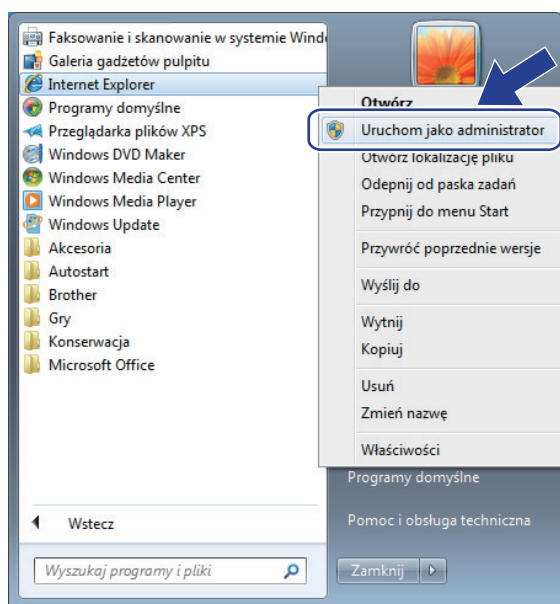 Faksowanie i skanowanie w systemie Wind
Galeria gadżetów pulpitu
Internet Explorer
Programy domyślne
Przeglądarka plików XPS
Windows DVD Maker
Windows Media Center
Windows Media Player
Windows Update
Akcesoria
Autostart
Brother
Gry
Konserwacja
Microsoft Office
Wstecz
Wyszukaj programy i pliki
Otwórz
Uruchom jako administrator
Otwórz lokalizację pliku
Odepnij od paska zadań
Przypnij do menu Start
Przywróć poprzednie wersje
Wyślij do
Wytnij
Kopiuj
Usuń
Zmień nazwę
Właściwości
Programy domyślne
Pomoc i obsługa techniczna
Zamknij